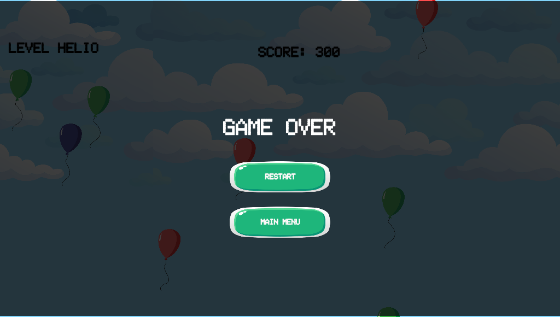 LEVEL HELIO
SCORE: 300
GAME OVER
RESTART
MAIN MENU